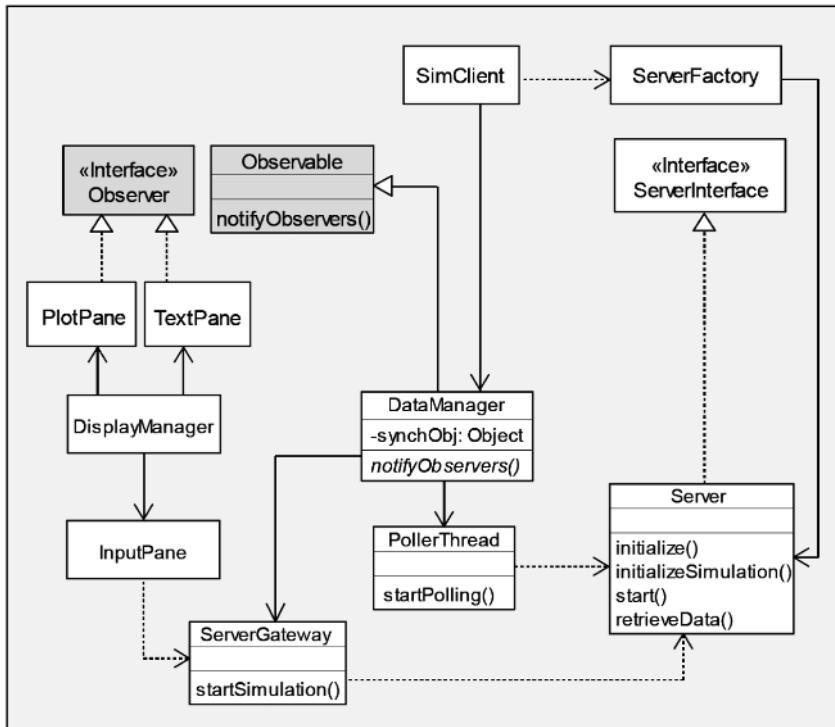 SimClient
ServerFactory
«Interface»
Observer
Observable
notifyObservers()
«Interface»
ServerInterface
PlotPane
TextPane
DisplayManager
DataManager
-synchObj: Object
notifyObservers()
InputPane
PollerThread
startPolling()
Server
initialize()
initializeSimulation()
start()
retrieveData()
ServerGateway
startSimulation()